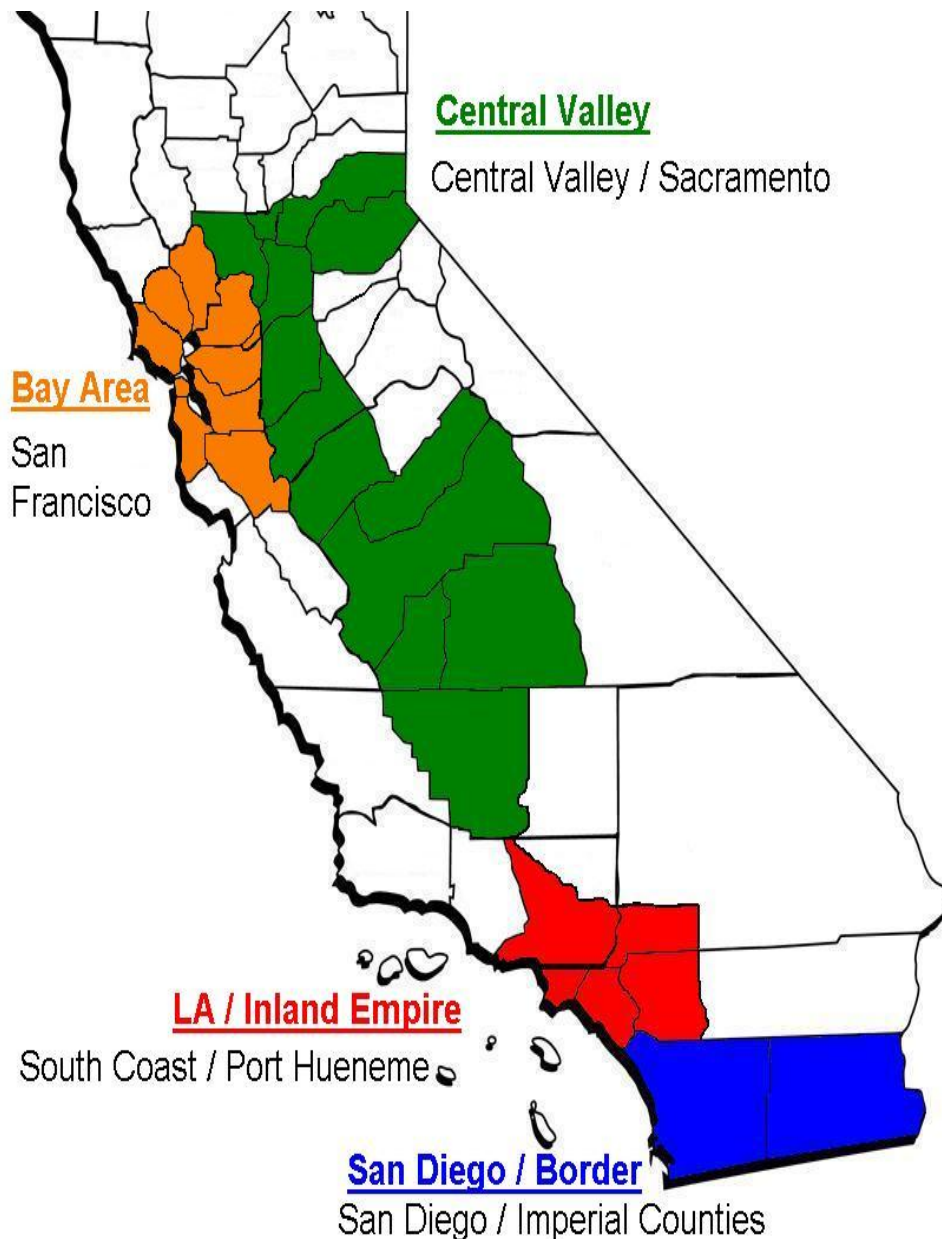 Central Valley
Central Valley / Sacramento
Bay Area
San
Francisco
LA / Inland Empire
South Coast / Port Hueneme
San Diego / Border
San Diego / Imperial Counties